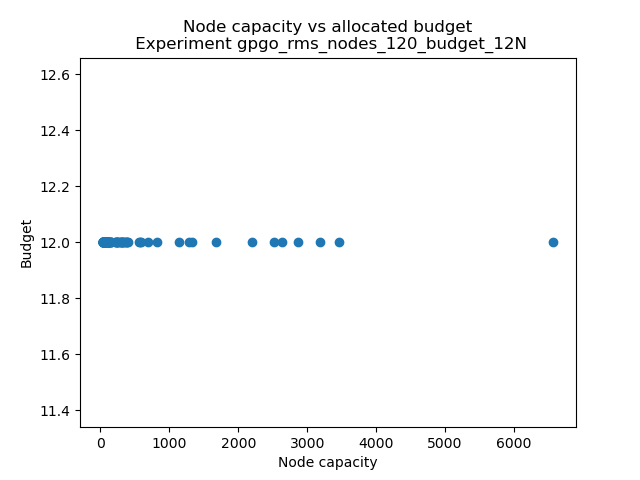 Node capacity vs allocated budget
Experiment gpgo_rms_nodes_120_budget_12N
12.6
12.4
12.2
12.0
11.8
11.6
11.4
Budget
0 1000 2000 3000 4000 5000 6000
Node capacity